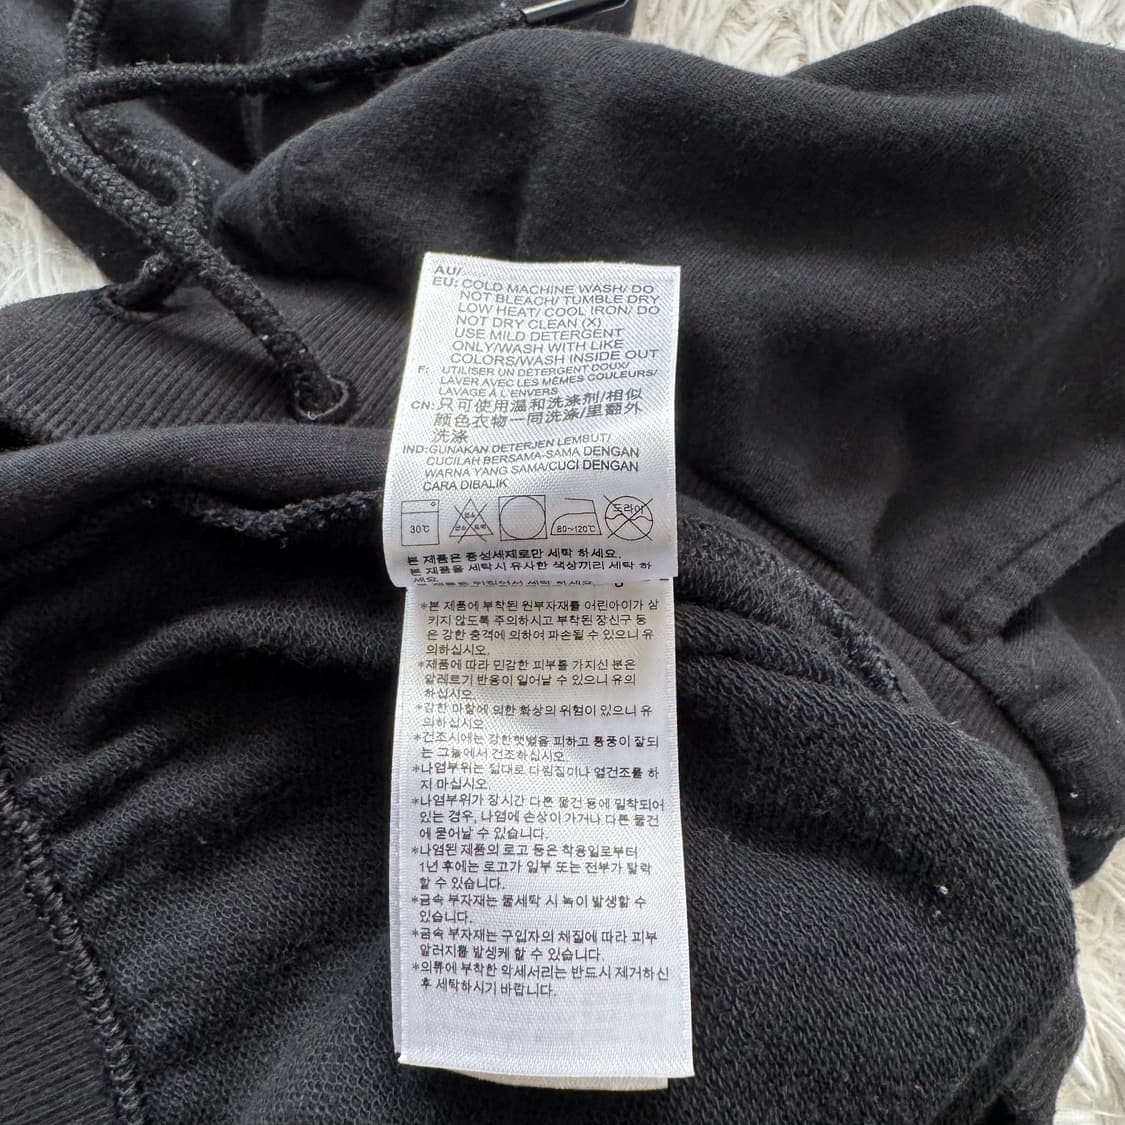 AU/
EU: COLD MACHINE WASH/ DO
NOT BLEACH/ TUMBLE DRY
LOW HEAT/ COOL IRON/ DO
NOT DRY CLEAN (X)
USE MILD DETERGENT
ONLY/WASH WITH LIKE
COLORS/WASH INSIDE OUT
F: UTILISER UN DÉTERGENT DOUX/
LAVER AVEC LES MÊMES COULEURS/
LAVAGE À L'ENVERS
CN: 只可使用温和洗涤剂/相似
颜色衣物一同洗涤/里翻外
洗涤
IND:GUNAKAN DETERJEN LEMBUT/
CUCILAH BERSAMA-SAMA DENGAN
WARNA YANG SAMA/CUCI DENGAN
CARA DIBALIK
30℃ 80~120℃ 드라이
본 제품은 중성세제로만 세탁 하세요.
본 제품을 세탁시 유사한 색상끼리 세탁 하
세요
*본 제품에 부착된 원부자재를 어린아이가 삼
키지 않도록 주의하시고 부착된 장신구 등
은 강한 충격에 의하여 파손될 수 있으니 유
의하십시오.
*제품에 따라 민감한 피부를 가지신 분은
알레르기 반응이 일어날 수 있으니 유의
하십시오.
*강한 마찰에 의한 화상의 위험이 있으니 유
의하십시오
*건조시에는 강한햇볕을 피하고 통풍이 잘되
는 그늘에서 건조하십시오.
*나염부위는 절대로 다림질이나 열건조를 하
지 마십시오.
*나염부위가 장시간 다른 물건 등에 밀착되어
있는 경우, 나염에 손상이 가거나 다른 물건
에 묻어날 수 있습니다.
*나염된 제품의 로고 등은 착용일로부터
1년 후에는 로고가 일부 또는 전부가 탈락
할 수 있습니다.
*금속 부자재는 물세탁 시 녹이 발생할 수
있습니다.
*금속 부자재는 구입자의 체질에 따라 피부
알러지를 발생케 할 수 있습니다.
*의류에 부착한 악세서리는 반드시 제거하신
후 세탁하시기 바랍니다.